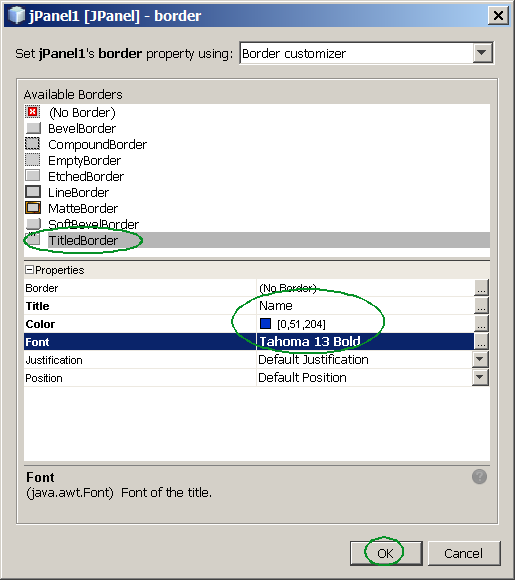 jPanel1 [JPanel] - border
Set jPanel1's border property using: Border customizer
Available Borders
(No Border)
BevelBorder
CompoundBorder
EmptyBorder
EtchedBorder
LineBorder
MatteBorder
SoftBevelBorder
TitledBorder
Properties
Border (No Border) ...
Title Name ...
Color [0,51,204] ...
Font Tahoma 13 Bold ...
Justification Default Justification
Position Default Position
Font
(java.awt.Font) Font of the title.
?
OK Cancel